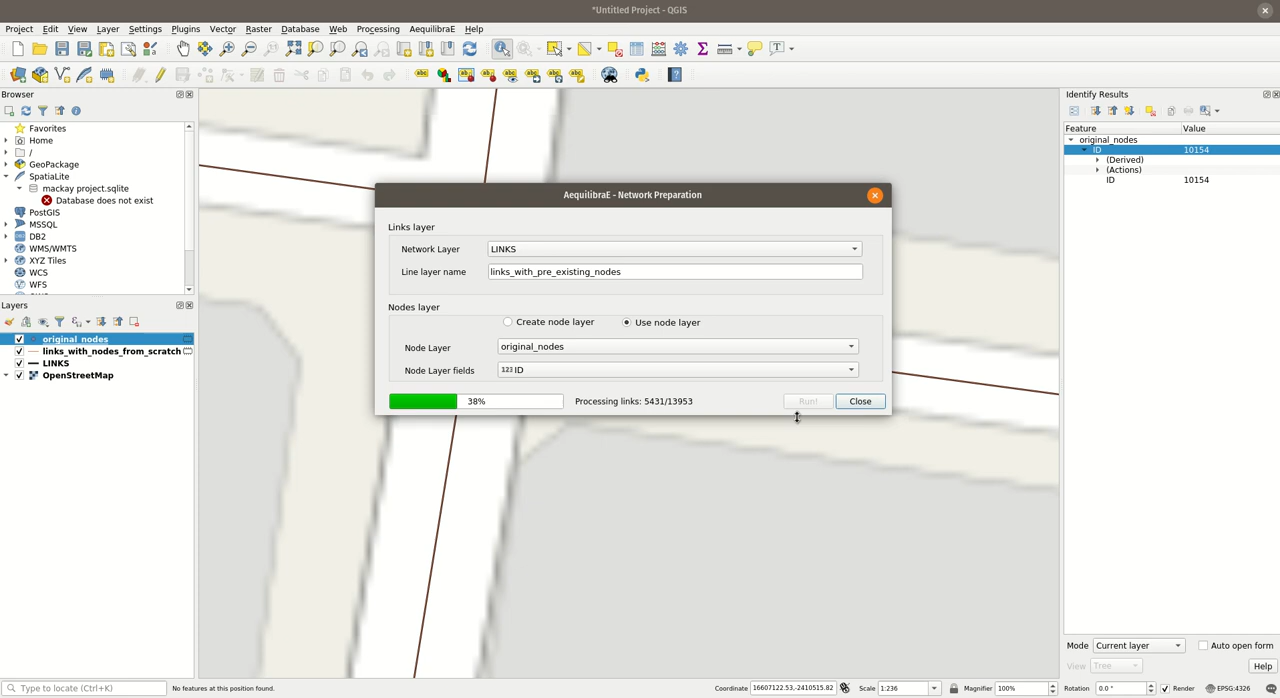 *Untitled Project - QGIS
Project Edit View Layer Settings Plugins Vector Raster Database Web Processing AequilibraE Help
Browser
Favorites
Home
/
GeoPackage
SpatiaLite
mackay project.sqlite
Database does not exist
PostGIS
MSSQL
DB2
WMS/WMTS
XYZ Tiles
WCS
WFS
Layers
original_nodes
links_with_nodes_from_scratch
LINKS
OpenStreetMap
AequilibraE - Network Preparation
Links layer
Network Layer LINKS
Line layer name links_with_pre_existing_nodes
Nodes layer
Create node layer Use node layer
Node Layer original_nodes
Node Layer fields 123 ID
38% Processing links: 5431/13953 Run! Close
Identify Results
Feature Value
original_nodes
ID 10154
(Derived)
(Actions)
ID 10154
Mode Current layer Auto open form
View Tree Help
Type to locate (Ctrl+K) No features at this position found. Coordinate 16607122.53,-2410515.82 Scale 1:236 Magnifier 100% Rotation 0.0 ° Render EPSG:4326